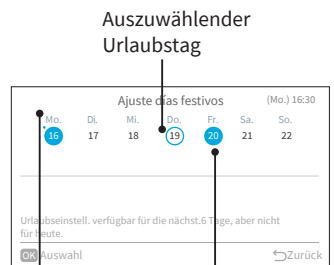 Auszuwählender
Urlaubstag
Ajuste días festivos
(Mo.) 16:30
Mo. Di. Mi. Do. Fr. Sa. So.
16 17 18 19 20 21 22
Urlaubseinstell. verfügbar für die nächst.6 Tage, aber nicht
für heute.
OK Auswahl
Zurück